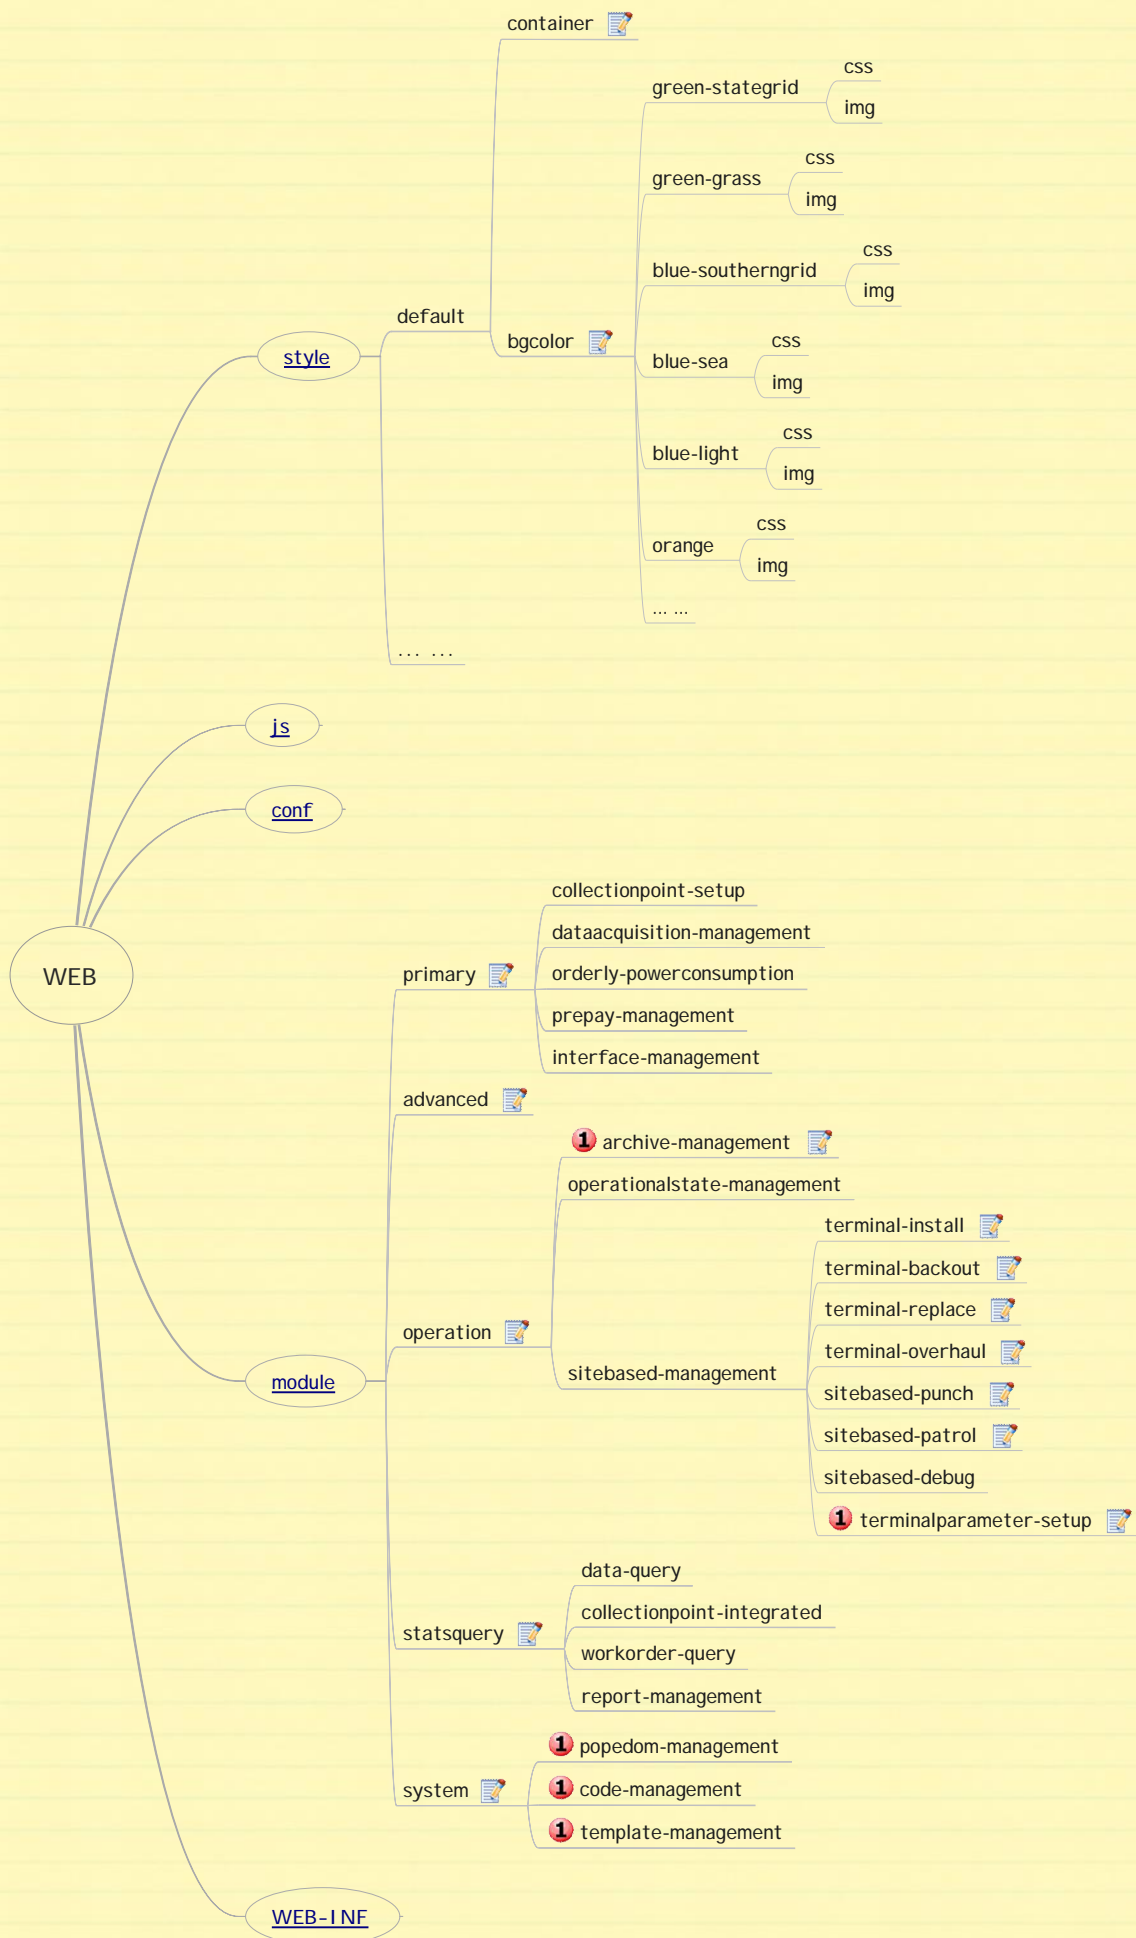 container
css
green-stategrid
img
css
green-grass
img
css
blue-southerngrid
img
default
bgcolor
style
css
blue-sea
img
css
blue-light
img
css
orange
img
... ...
... ...
js
conf
WEB
collectionpoint-setup
dataacquisition-management
primary
orderly-powerconsumption
prepay-management
interface-management
advanced
1 archive-management
operationalstate-management
terminal-install
terminal-backout
terminal-replace
operation
terminal-overhaul
sitebased-management
module
sitebased-punch
sitebased-patrol
sitebased-debug
1 terminalparameter-setup
data-query
collectionpoint-integrated
statsquery
workorder-query
report-management
1 popedom-management
system
1 code-management
1 template-management
WEB-INF